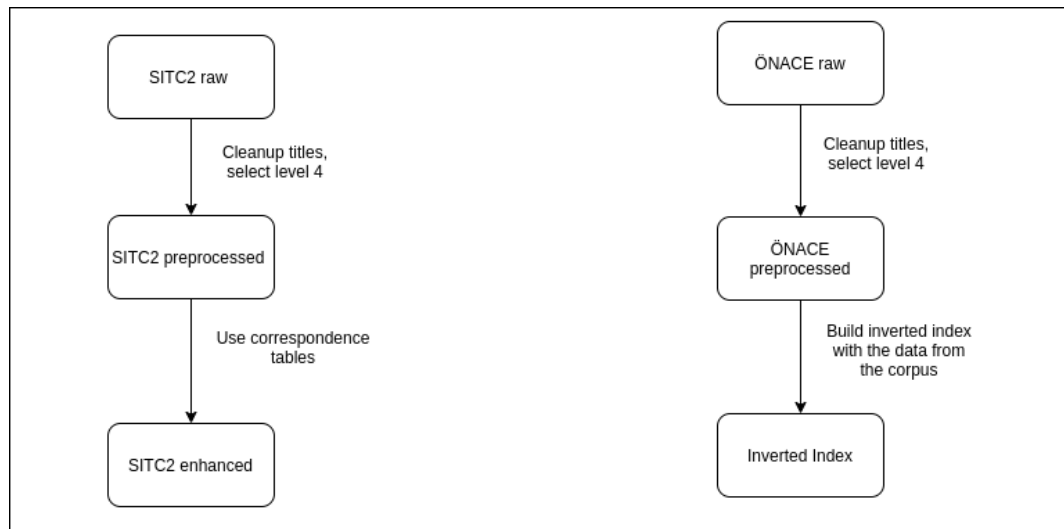 SITC2 raw
Cleanup titles,
select level 4
SITC2 preprocessed
Use correspondence
tables
SITC2 enhanced
ÖNACE raw
Cleanup titles,
select level 4
ÖNACE
preprocessed
Build inverted index
with the data from
the corpus
Inverted Index